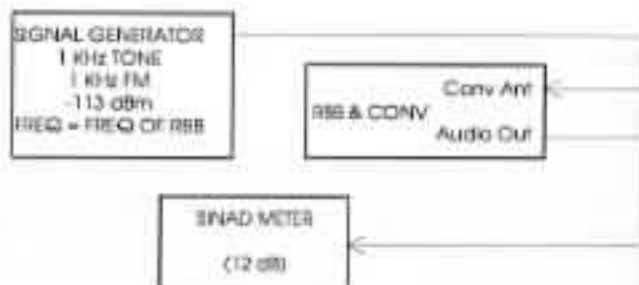 SIGNAL GENERATOR
1 KHz TONE
1 KHz FM
-113 dBm
FREQ = FREQ OF RBB
Conv Ant
RBB & CONV
Audio Out
SINAD METER
(12 dB)